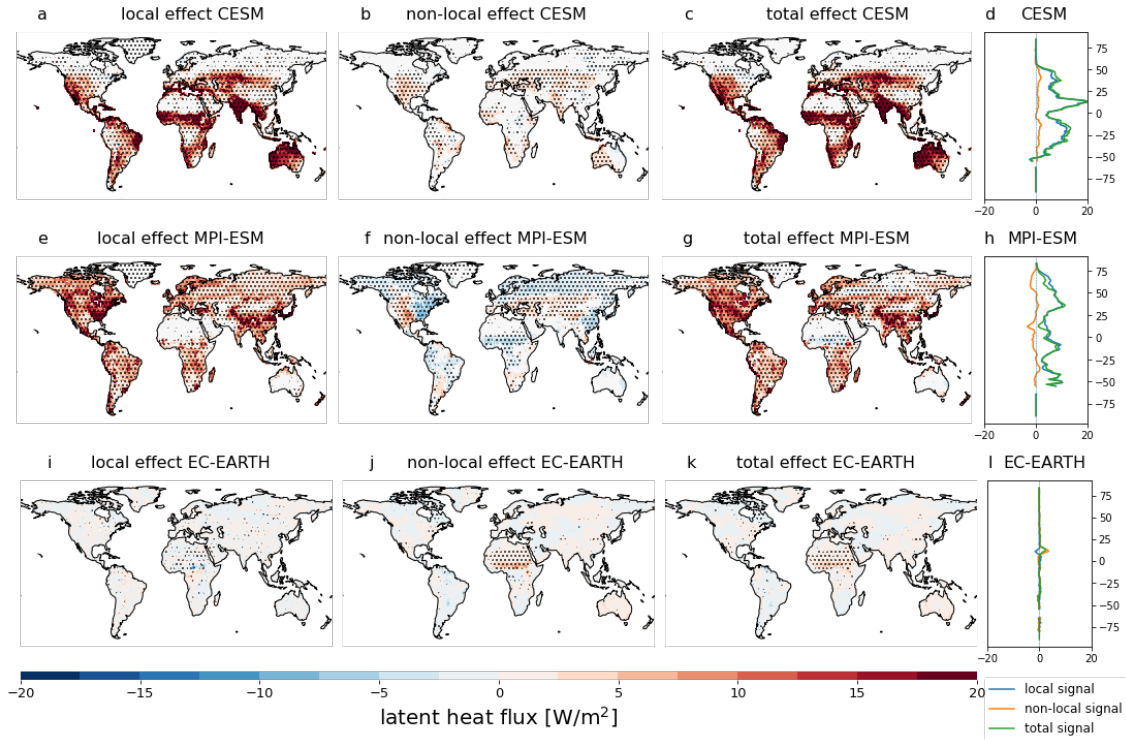 a local effect CESM b non-local effect CESM c total effect CESM d CESM
75
50
25
0
−25
−50
−75
−20 0 20
e local effect MPI-ESM f non-local effect MPI-ESM g total effect MPI-ESM h MPI-ESM
75
50
25
0
−25
−50
−75
−20 0 20
i local effect EC-EARTH j non-local effect EC-EARTH k total effect EC-EARTH l EC-EARTH
75
50
25
0
−25
−50
−75
−20 0 20
−20 −15 −10 −5 0 5 10 15 20
latent heat flux [W/m²]
local signal
non-local signal
total signal